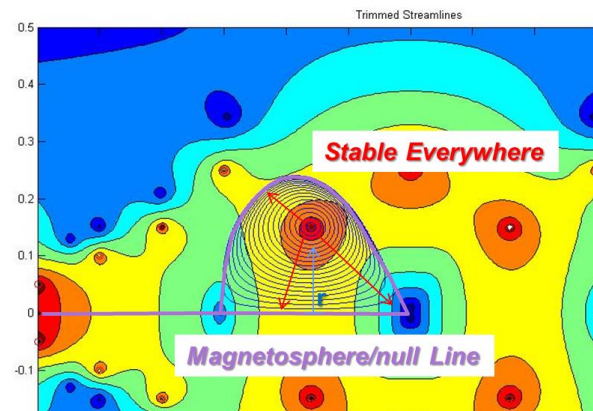 Trimmed Streamlines
0.5
0.4
0.3
Stable Everywhere
0.2
0.1
r
0
Magnetosphere/null Line
-0.1